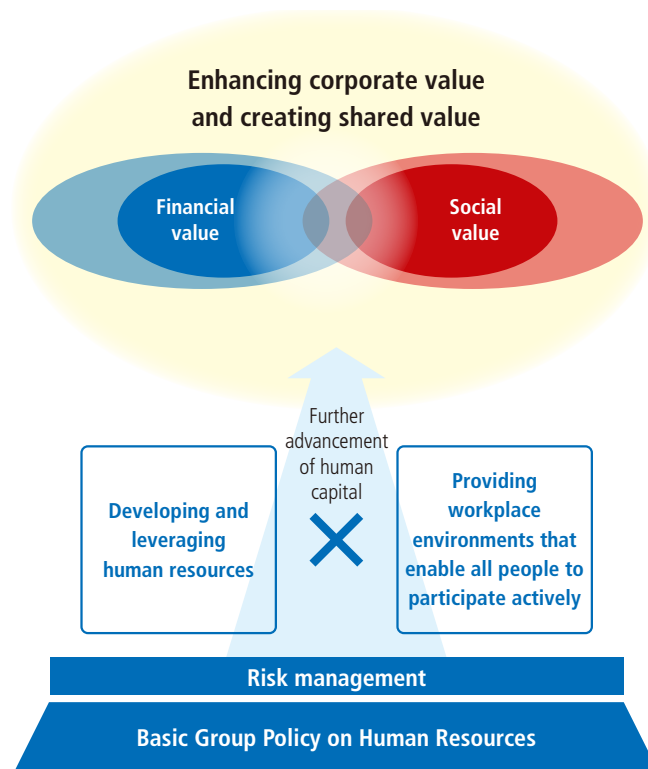 Enhancing corporate value
and creating shared value
Financial
value
Social
value
Further
advancement
of human
capital
Developing and
leveraging
human resources
Providing
workplace
environments that
enable all people to
participate actively
Risk management
Basic Group Policy on Human Resources